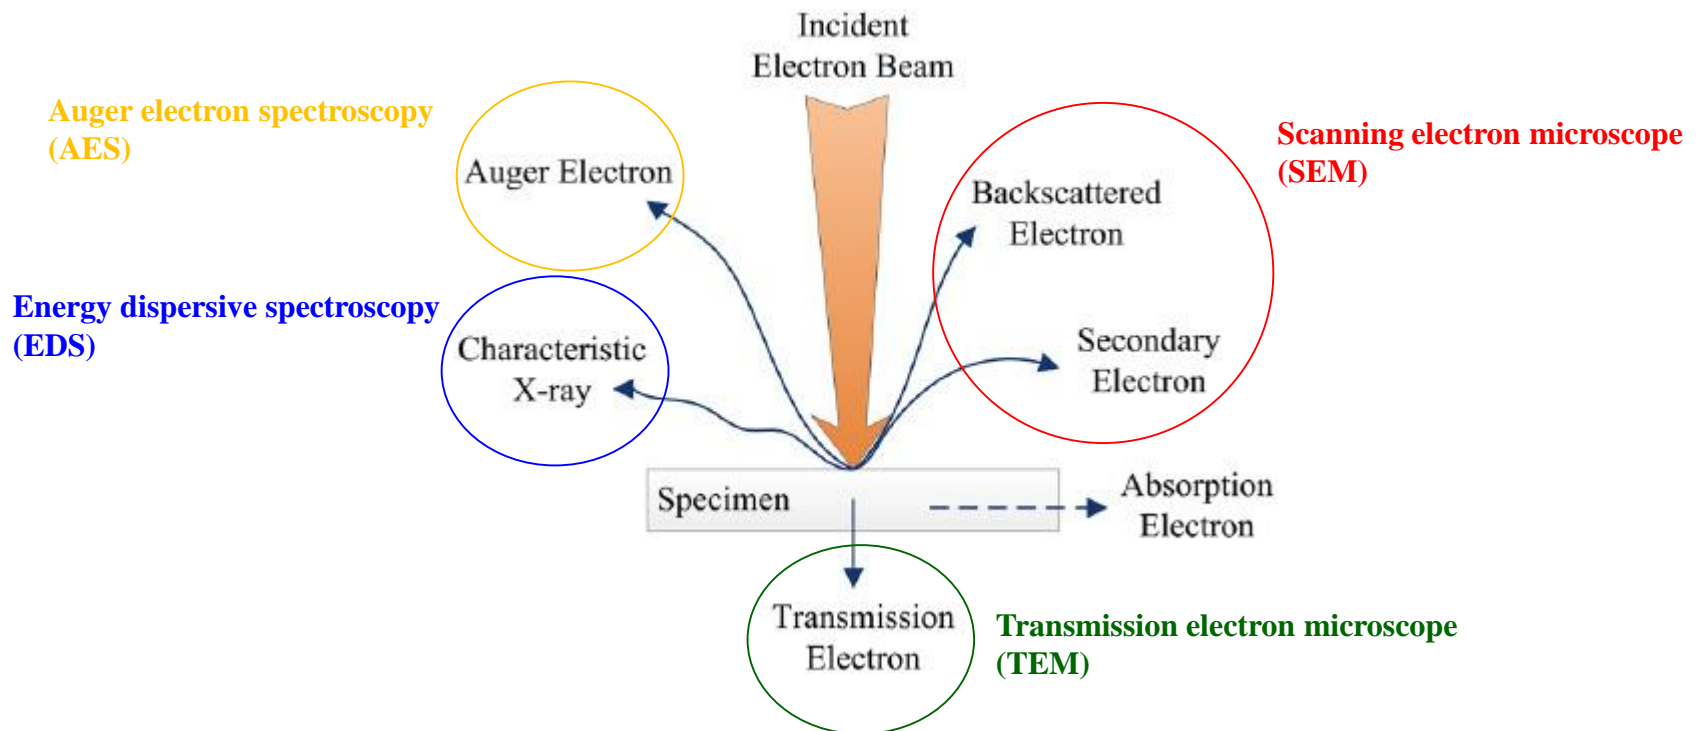 Incident
Electron Beam
Auger electron spectroscopy
(AES)
Auger Electron
Scanning electron microscope
(SEM)
Backscattered
Electron
Energy dispersive spectroscopy
(EDS)
Characteristic
X-ray
Secondary
Electron
Specimen
Absorption
Electron
Transmission
Electron
Transmission electron microscope
(TEM)